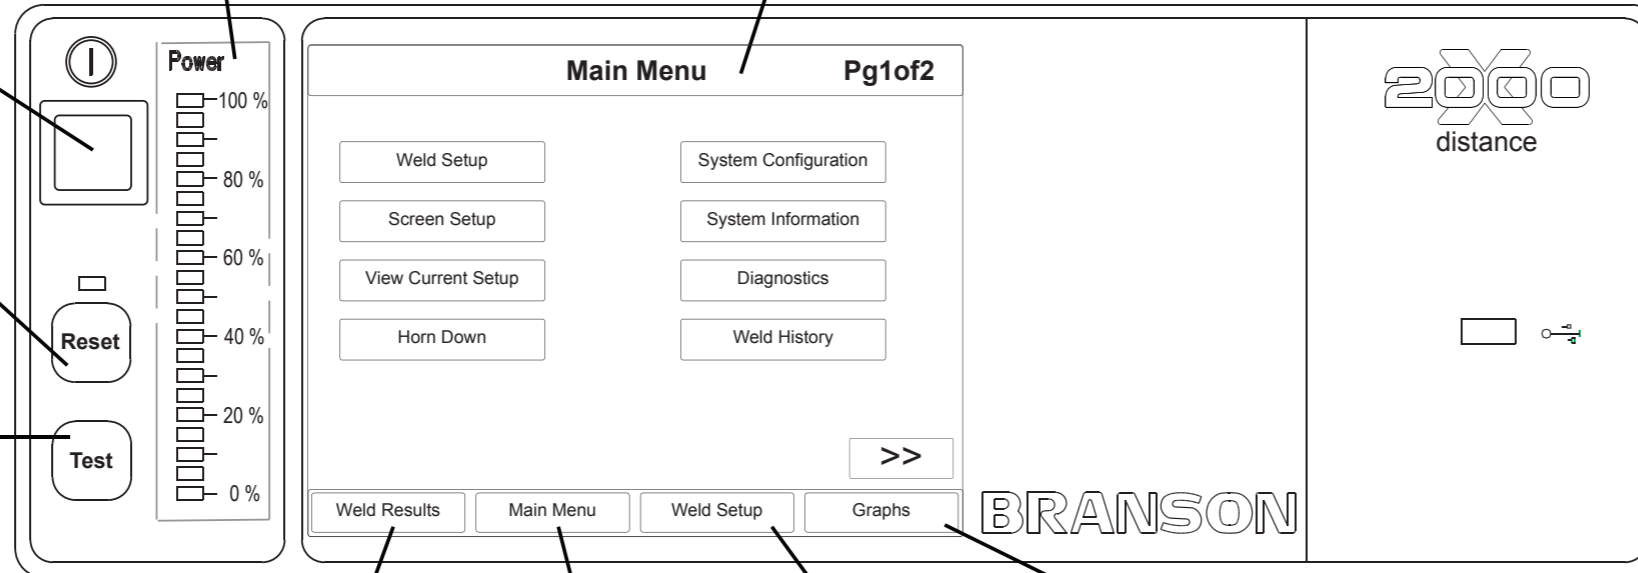 Power
100 %
80 %
60 %
40 %
20 %
0 %
Reset
Test
Main Menu Pg1of2
Weld Setup System Configuration
Screen Setup System Information
View Current Setup Diagnostics
Horn Down Weld History
>>
Weld Results Main Menu Weld Setup Graphs
BRANSON
2000X
distance